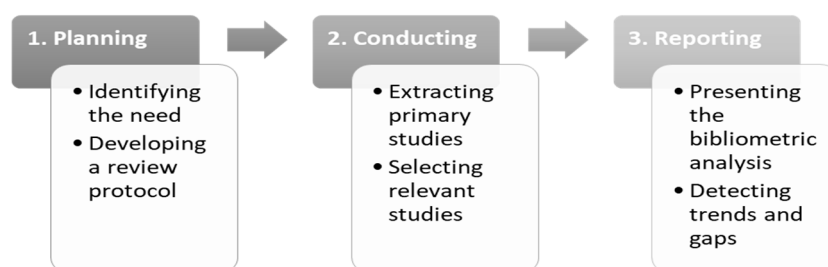 1. Planning
• Identifying
the need
• Developing
a review
protocol
2. Conducting
• Extracting
primary
studies
• Selecting
relevant
studies
3. Reporting
• Presenting
the
bibliometric
analysis
• Detecting
trends and
gaps